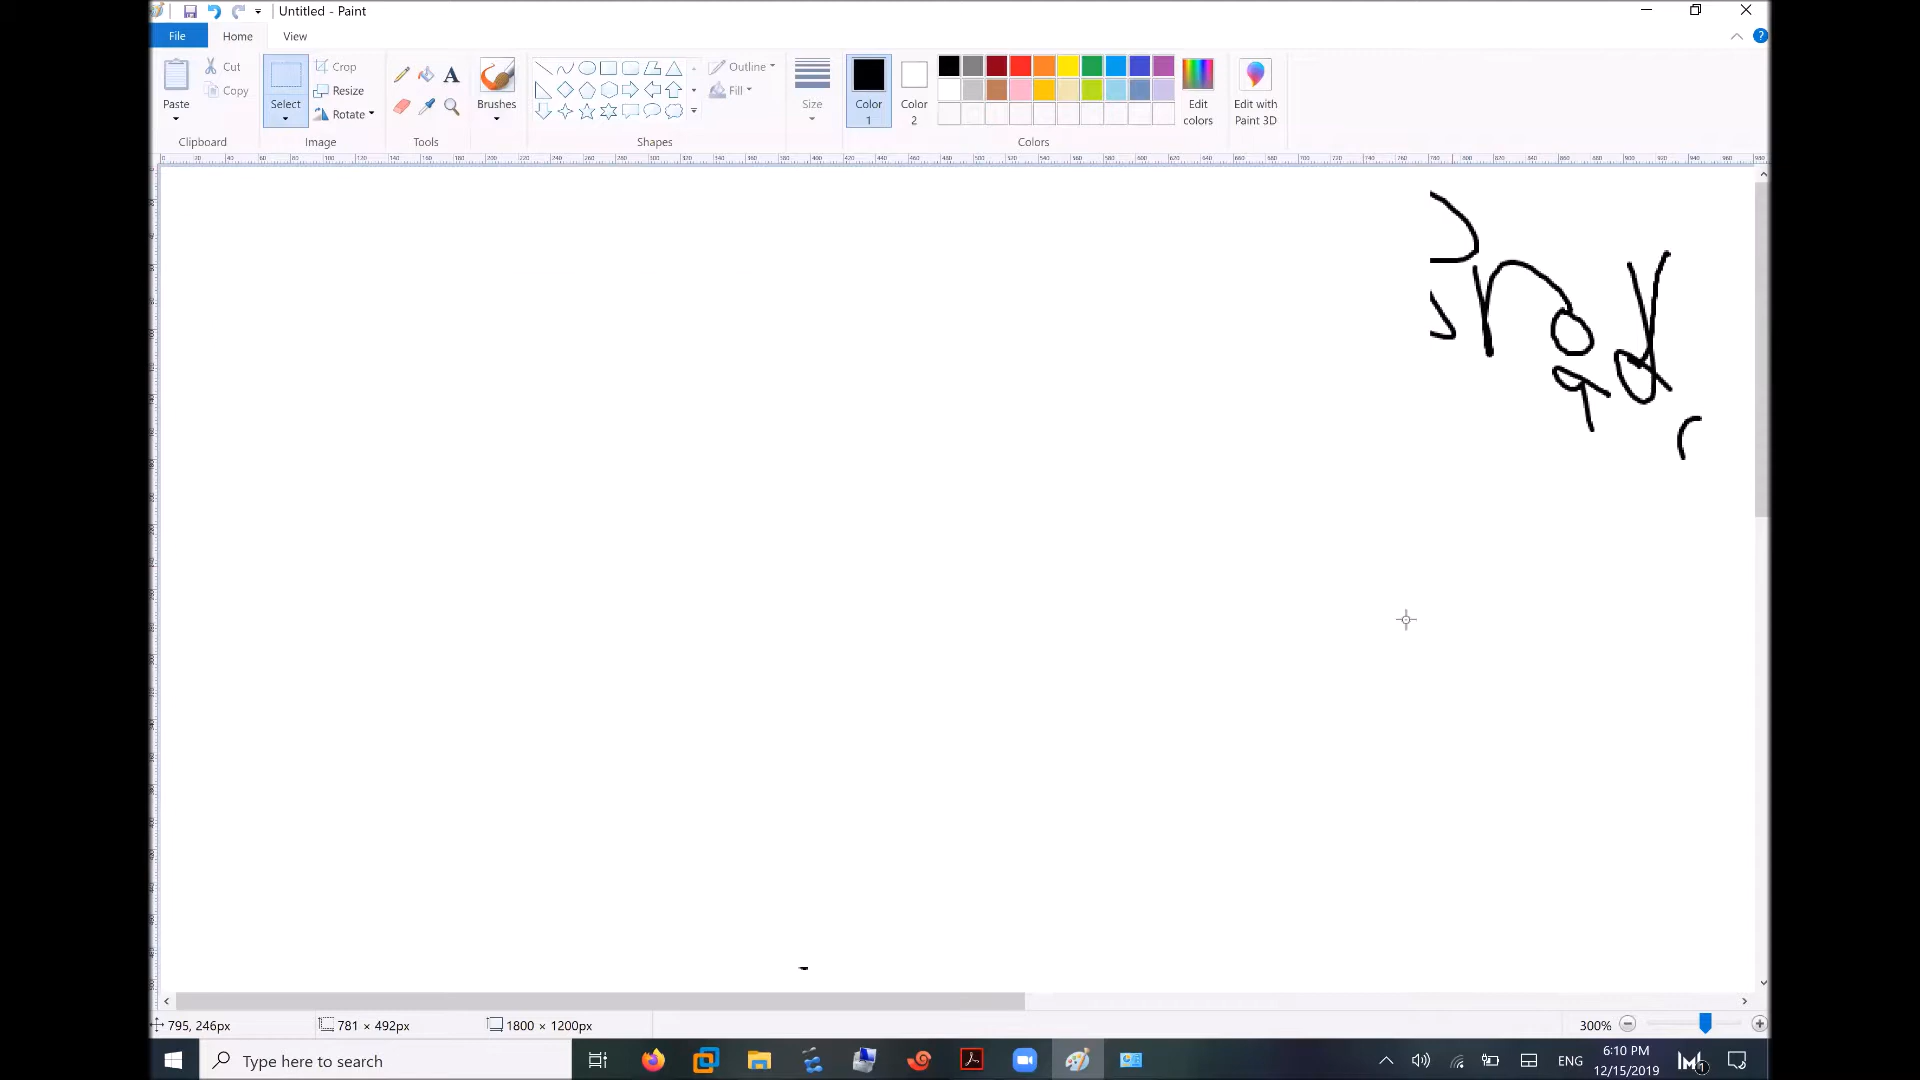 Untitled - Paint
File Home View
Paste
Cut
Copy
Clipboard
Select
Crop
Resize
Rotate
Image
Tools
Brushes
Shapes
Outline
Fill
Size
Color 1
Color 2
Edit colors
Edit with Paint 3D
Colors
795, 246px 781 × 492px 1800 × 1200px 300%
Type here to search
ENG
6:10 PM
12/15/2019